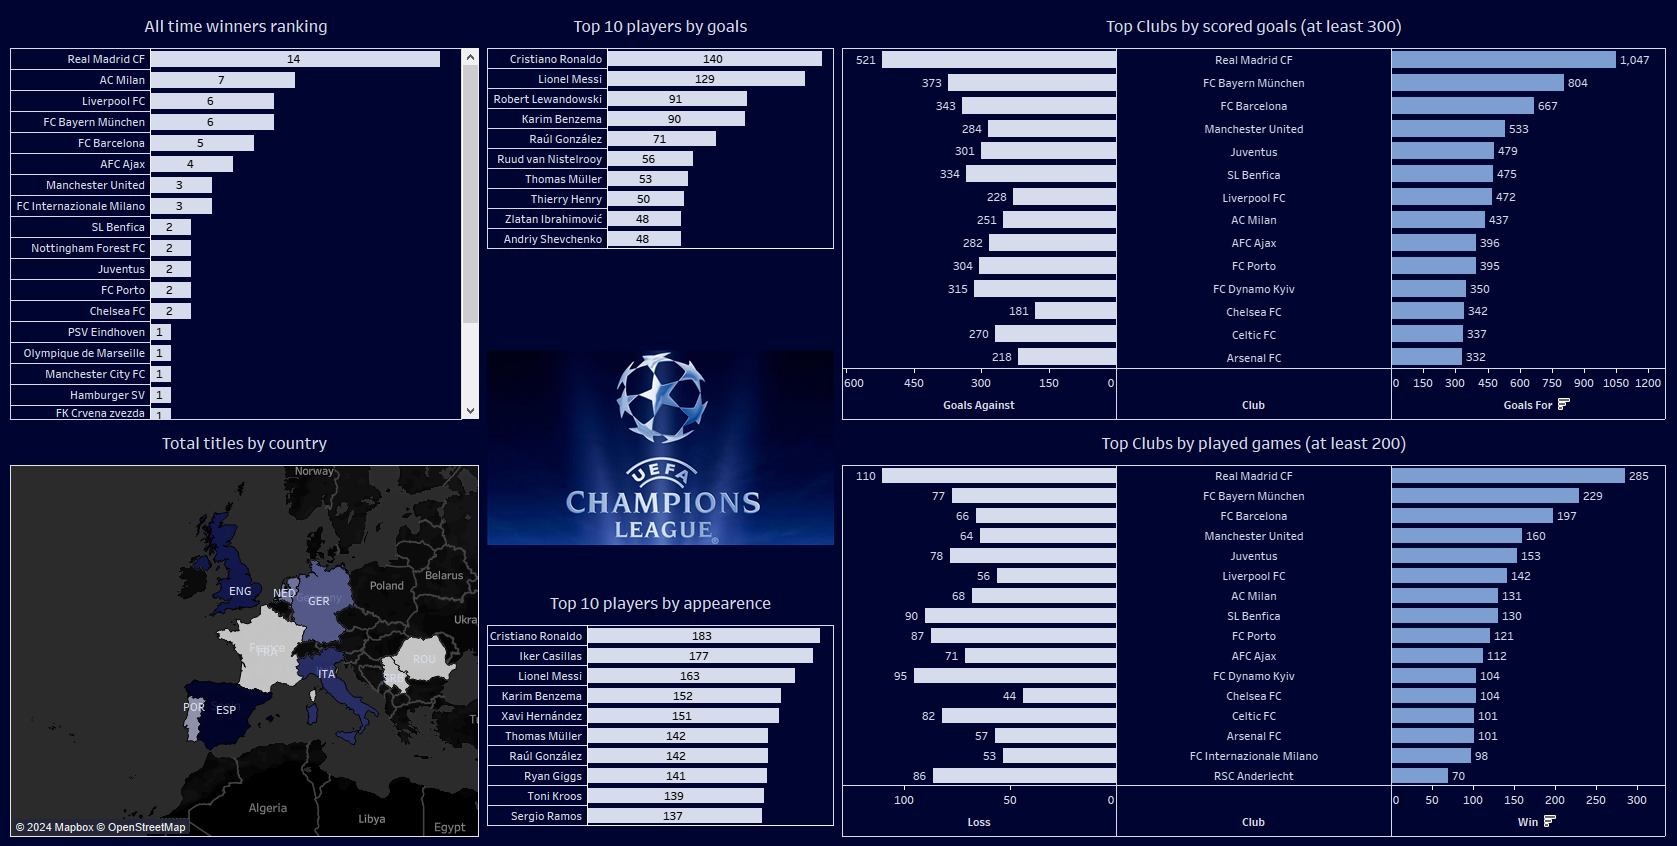 All time winners ranking
Real Madrid CF 14
AC Milan 7
Liverpool FC 6
FC Bayern München 6
FC Barcelona 5
AFC Ajax 4
Manchester United 3
FC Internazionale Milano 3
SL Benfica 2
Nottingham Forest FC 2
Juventus 2
FC Porto 2
Chelsea FC 2
PSV Eindhoven 1
Olympique de Marseille 1
Manchester City FC 1
Hamburger SV 1
FK Crvena zvezda 1
Total titles by country
Norway
Belarus
Poland
ENG
NED
Germany
GER
Ukra
France
FRA
ROU
ITA
POR
ESP
Algeria
Libya
Egypt
© 2024 Mapbox © OpenStreetMap
Top 10 players by goals
Cristiano Ronaldo 140
Lionel Messi 129
Robert Lewandowski 91
Karim Benzema 90
Raúl González 71
Ruud van Nistelrooy 56
Thomas Müller 53
Thierry Henry 50
Zlatan Ibrahimović 48
Andriy Shevchenko 48
UEFA
CHAMPIONS
LEAGUE®
Top 10 players by appearence
Cristiano Ronaldo 183
Iker Casillas 177
Lionel Messi 163
Karim Benzema 152
Xavi Hernández 151
Thomas Müller 142
Raúl González 142
Ryan Giggs 141
Toni Kroos 139
Sergio Ramos 137
Top Clubs by scored goals (at least 300)
521 Real Madrid CF 1,047
373 FC Bayern München 804
343 FC Barcelona 667
284 Manchester United 533
301 Juventus 479
334 SL Benfica 475
228 Liverpool FC 472
251 AC Milan 437
282 AFC Ajax 396
304 FC Porto 395
315 FC Dynamo Kyiv 350
181 Chelsea FC 342
270 Celtic FC 337
218 Arsenal FC 332
600 450 300 150 0 0 150 300 450 600 750 900 1050 1200
Goals Against Club Goals For
Top Clubs by played games (at least 200)
110 Real Madrid CF 285
77 FC Bayern München 229
66 FC Barcelona 197
64 Manchester United 160
78 Juventus 153
56 Liverpool FC 142
68 AC Milan 131
90 SL Benfica 130
87 FC Porto 121
71 AFC Ajax 112
95 FC Dynamo Kyiv 104
44 Chelsea FC 104
82 Celtic FC 101
57 Arsenal FC 101
53 FC Internazionale Milano 98
86 RSC Anderlecht 70
100 50 0 0 50 100 150 200 250 300
Loss Club Win